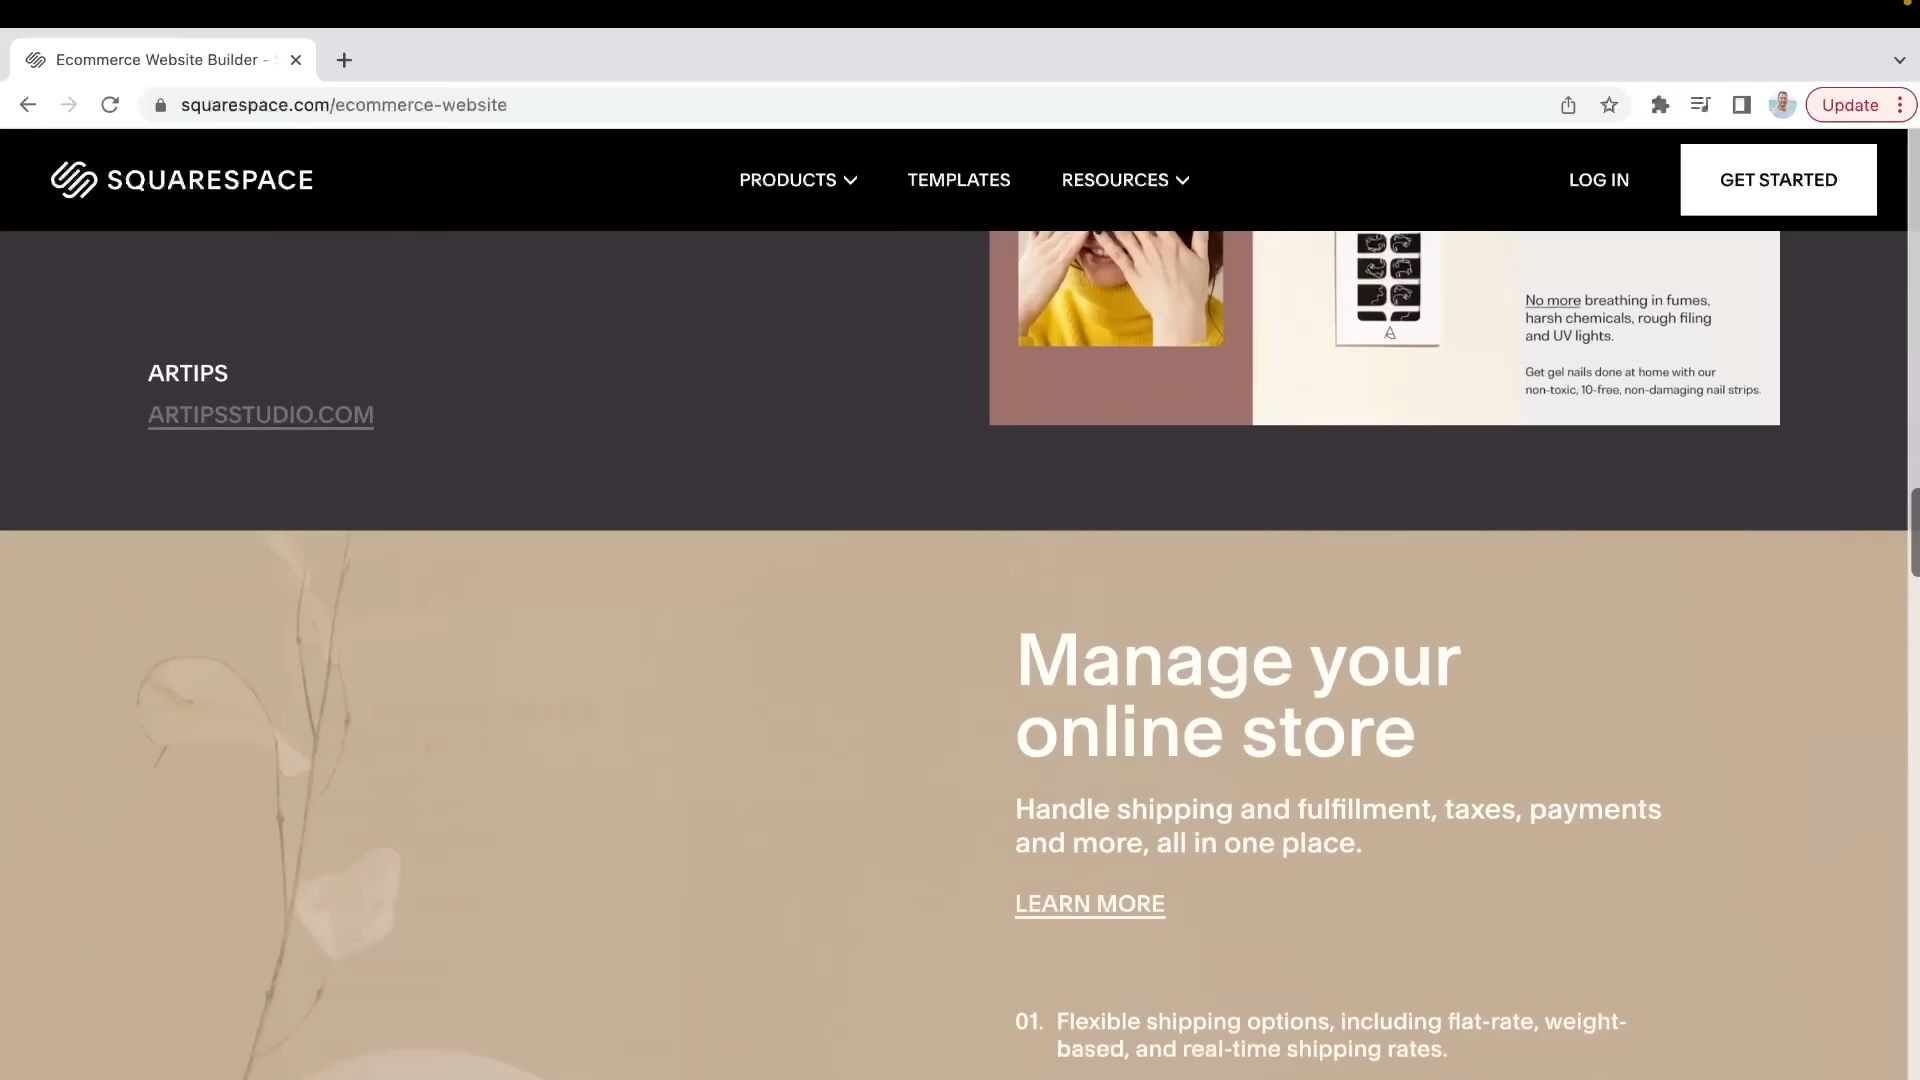 Ecommerce Website Builder -
squarespace.com/ecommerce-website
Update
SQUARESPACE
PRODUCTS
TEMPLATES
RESOURCES
LOG IN
GET STARTED
No more breathing in fumes,
harsh chemicals, rough filing
and UV lights.
Get gel nails done at home with our
non-toxic, 10-free, non-damaging nail strips.
ARTIPS
ARTIPSSTUDIO.COM
Manage your
online store
Handle shipping and fulfillment, taxes, payments
and more, all in one place.
LEARN MORE
01. Flexible shipping options, including flat-rate, weight-
based, and real-time shipping rates.